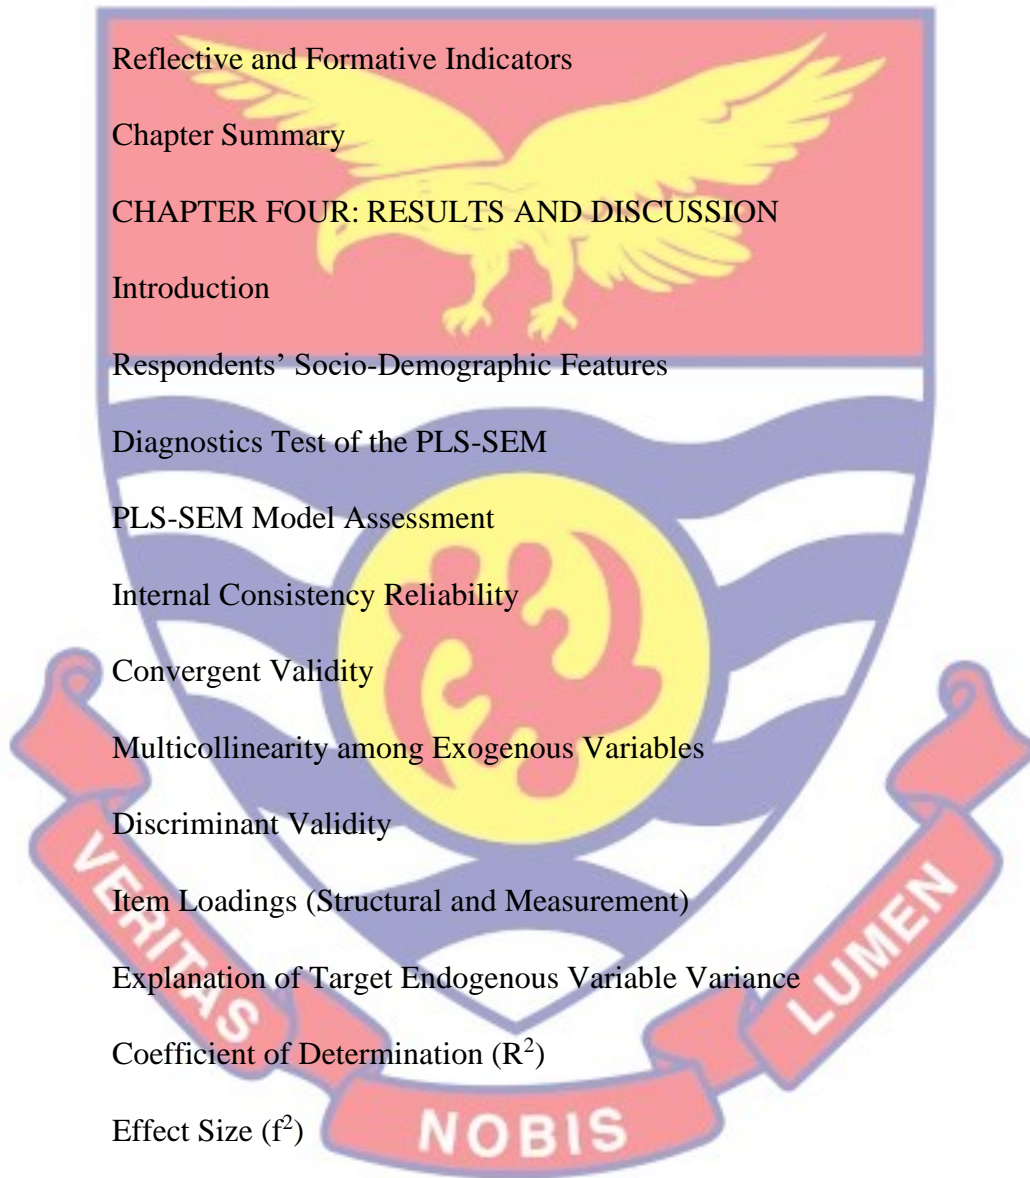 Reflective and Formative Indicators
Chapter Summary
CHAPTER FOUR: RESULTS AND DISCUSSION
Introduction
Respondents’ Socio-Demographic Features
Diagnostics Test of the PLS-SEM
PLS-SEM Model Assessment
Internal Consistency Reliability
Convergent Validity
Multicollinearity among Exogenous Variables
Discriminant Validity
Item Loadings (Structural and Measurement)
Explanation of Target Endogenous Variable Variance
Coefficient of Determination (R²)
Effect Size (f²)
VERITAS
NOBIS
LUMEN